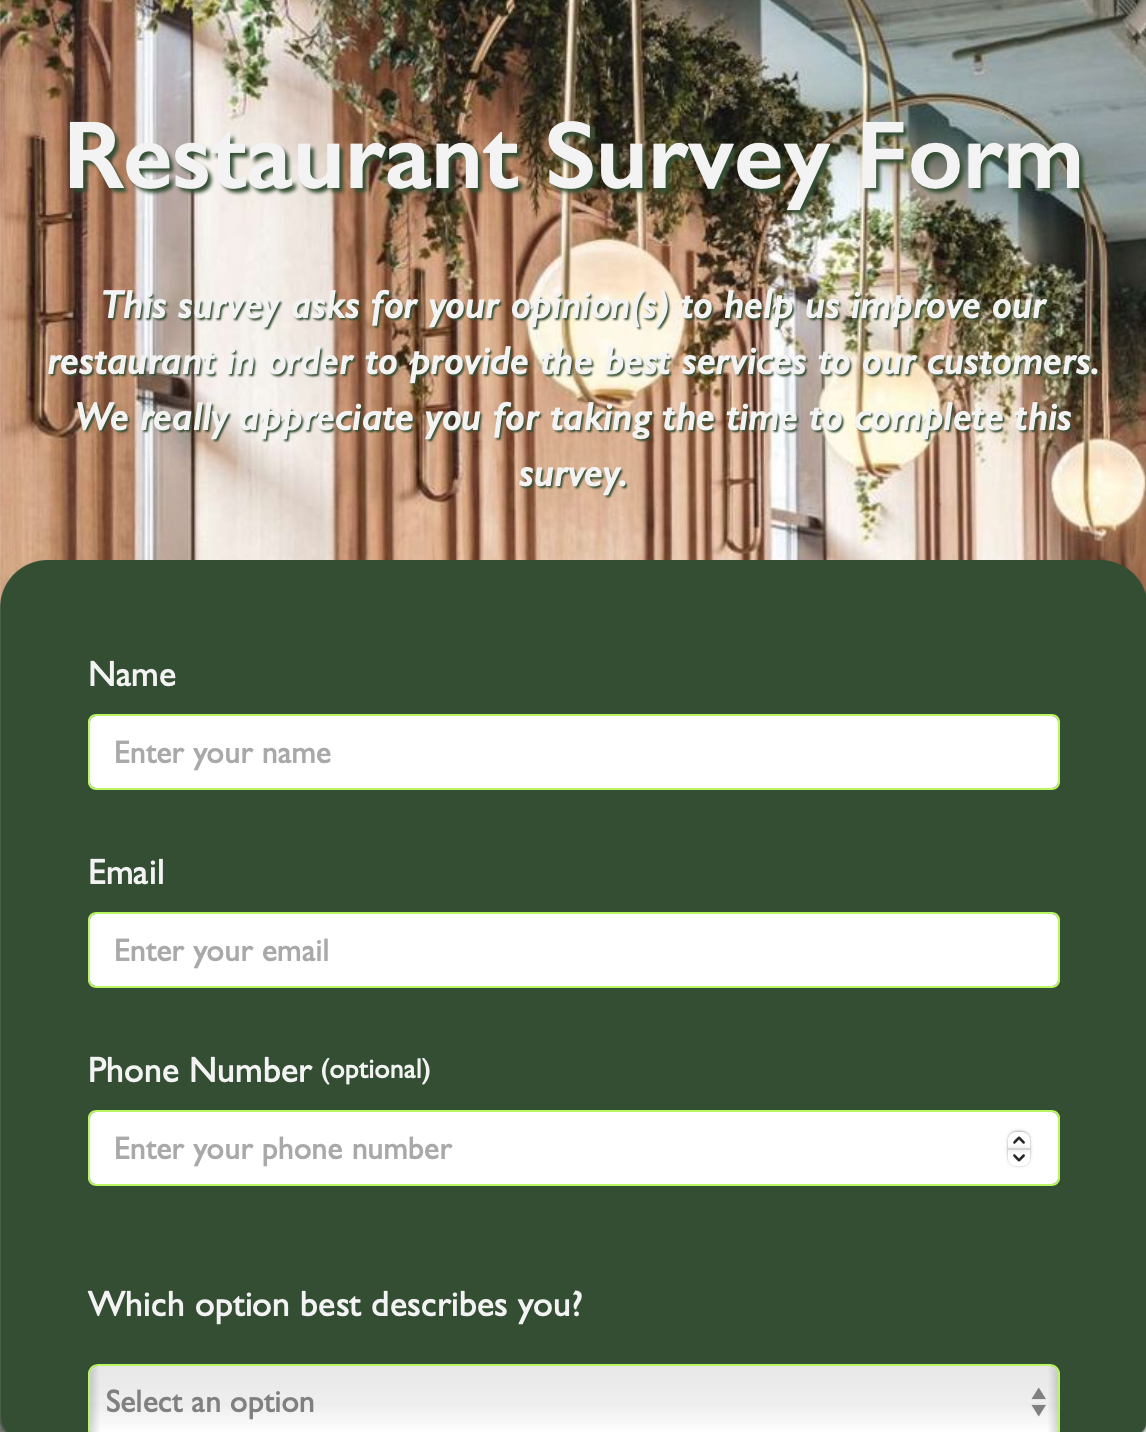 Restaurant Survey Form
This survey asks for your opinion(s) to help us improve our
restaurant in order to provide the best services to our customers.
We really appreciate you for taking the time to complete this
survey.
Name
Enter your name
Email
Enter your email
Phone Number (optional)
Enter your phone number
Which option best describes you?
Select an option